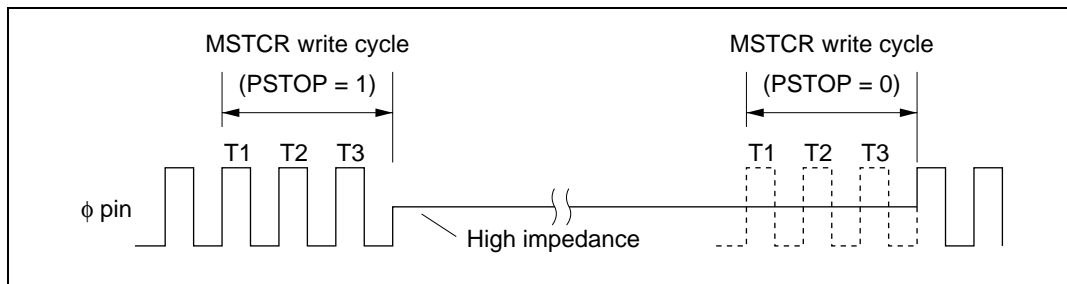 MSTCR write cycle
(PSTOP = 1)
MSTCR write cycle
(PSTOP = 0)
T1 T2 T3
T1 T2 T3
ϕ pin
High impedance